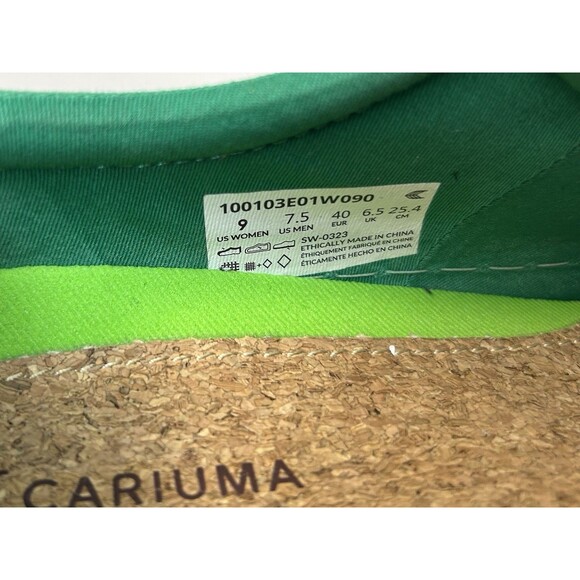 100103E01W090
9 7.5 40 6.5 25.4
US WOMEN US MEN EUR UK CM
SW-0323
ETHICALLY MADE IN CHINA
ÉTHIQUEMENT FABRIQUÉ EN CHINE
ÉTICAMENTE HECHO EN CHINA
CARIUMA